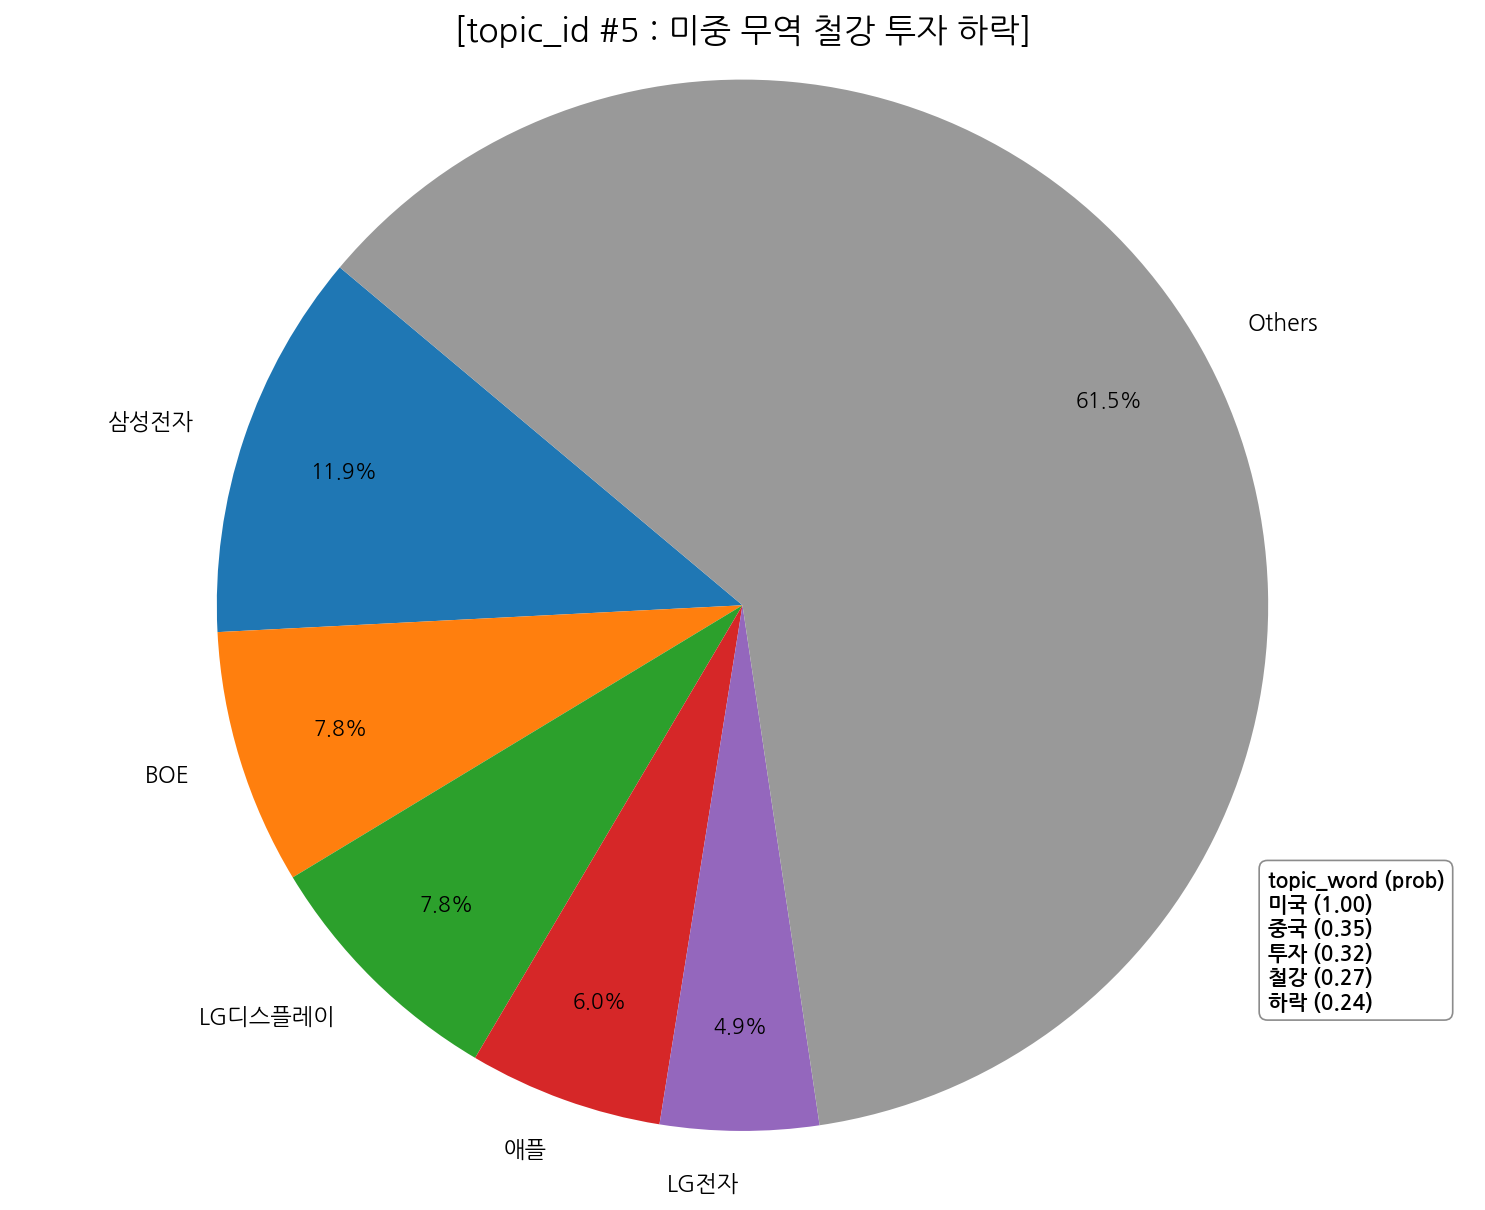 [topic_id #5 : 미중 무역 철강 투자 하락]
Others
61.5%
삼성전자
11.9%
7.8%
BOE
7.8%
LG디스플레이
6.0%
4.9%
애플
LG전자
topic_word (prob)
미국 (1.00)
중국 (0.35)
투자 (0.32)
철강 (0.27)
하락 (0.24)